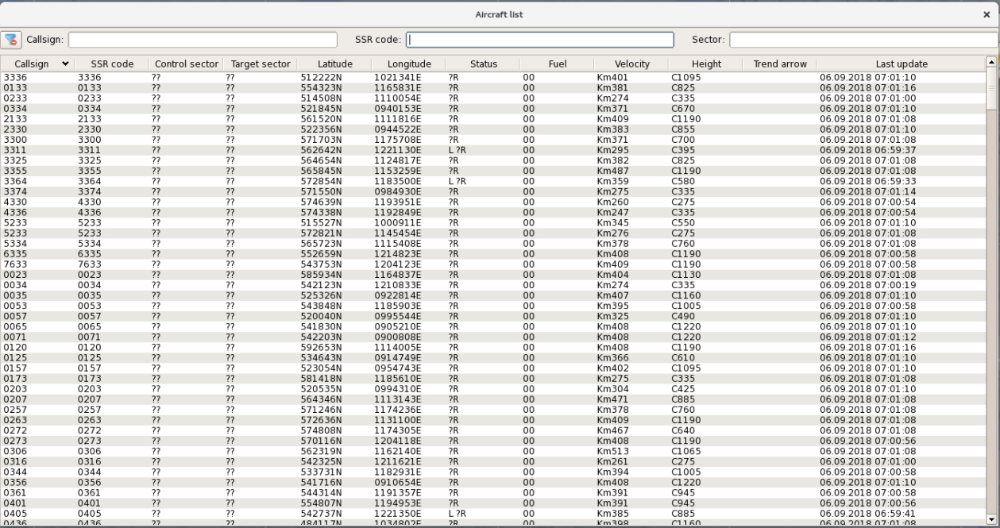 Aircraft list
Callsign: SSR code: Sector:
Callsign SSR code Control sector Target sector Latitude Longitude Status Fuel Velocity Height Trend arrow Last update
3336 3336 ?? ?? 512222N 1021341E ?R 00 Km401 C1095 06.09.2018 07:01:10
0133 0133 ?? ?? 554323N 1165831E ?R 00 Km381 C825 06.09.2018 07:01:16
0233 0233 ?? ?? 514508N 1110054E ?R 00 Km274 C335 06.09.2018 07:01:00
0334 0334 ?? ?? 521845N 0940153E ?R 00 Km371 C670 06.09.2018 07:01:10
2133 2133 ?? ?? 561520N 1111816E ?R 00 Km409 C1190 06.09.2018 07:01:08
2330 2330 ?? ?? 522356N 0944522E ?R 00 Km383 C855 06.09.2018 07:01:10
3300 3300 ?? ?? 571703N 1175708E ?R 00 Km371 C700 06.09.2018 07:01:08
3311 3311 ?? ?? 562642N 1221130E L ?R 00 Km295 C395 06.09.2018 06:59:37
3325 3325 ?? ?? 564654N 1124817E ?R 00 Km382 C825 06.09.2018 07:01:08
3355 3355 ?? ?? 565845N 1153259E ?R 00 Km487 C1190 06.09.2018 07:01:08
3364 3364 ?? ?? 572854N 1183500E L ?R 00 Km359 C580 06.09.2018 06:59:33
3374 3374 ?? ?? 571550N 0984930E ?R 00 Km275 C335 06.09.2018 07:01:14
4330 4330 ?? ?? 574639N 1193951E ?R 00 Km260 C275 06.09.2018 07:00:54
4336 4336 ?? ?? 574338N 1192849E ?R 00 Km247 C335 06.09.2018 07:00:54
5233 5233 ?? ?? 515527N 1000911E ?R 00 Km345 C550 06.09.2018 07:01:10
5233 5233 ?? ?? 572821N 1145454E ?R 00 Km276 C275 06.09.2018 07:01:08
5334 5334 ?? ?? 565723N 1115408E ?R 00 Km378 C760 06.09.2018 07:01:08
6335 6335 ?? ?? 552659N 1214823E ?R 00 Km408 C1190 06.09.2018 07:00:58
7633 7633 ?? ?? 543753N 1204123E ?R 00 Km409 C1190 06.09.2018 07:00:58
0023 0023 ?? ?? 585934N 1164837E ?R 00 Km404 C1130 06.09.2018 07:01:08
0034 0034 ?? ?? 542123N 1210833E ?R 00 Km274 C335 06.09.2018 07:00:19
0035 0035 ?? ?? 525326N 0922814E ?R 00 Km407 C1160 06.09.2018 07:01:10
0053 0053 ?? ?? 543848N 1185903E ?R 00 Km395 C1005 06.09.2018 07:00:58
0057 0057 ?? ?? 520040N 0995544E ?R 00 Km325 C490 06.09.2018 07:01:10
0065 0065 ?? ?? 541830N 0905210E ?R 00 Km408 C1220 06.09.2018 07:01:10
0071 0071 ?? ?? 542203N 0900808E ?R 00 Km408 C1220 06.09.2018 07:01:12
0120 0120 ?? ?? 592653N 1114005E ?R 00 Km408 C1190 06.09.2018 07:01:16
0125 0125 ?? ?? 534643N 0914749E ?R 00 Km366 C610 06.09.2018 07:01:10
0157 0157 ?? ?? 523054N 0954743E ?R 00 Km402 C1095 06.09.2018 07:01:10
0173 0173 ?? ?? 581418N 1185610E ?R 00 Km275 C335 06.09.2018 07:01:08
0203 0203 ?? ?? 520535N 0994310E ?R 00 Km304 C425 06.09.2018 07:01:10
0207 0207 ?? ?? 564346N 1113143E ?R 00 Km471 C885 06.09.2018 07:01:08
0257 0257 ?? ?? 571246N 1174236E ?R 00 Km378 C760 06.09.2018 07:01:08
0263 0263 ?? ?? 572636N 1131100E ?R 00 Km409 C1190 06.09.2018 07:01:08
0272 0272 ?? ?? 574808N 1174305E ?R 00 Km467 C640 06.09.2018 07:01:08
0273 0273 ?? ?? 570116N 1204118E ?R 00 Km408 C1190 06.09.2018 07:00:56
0306 0306 ?? ?? 562319N 1162140E ?R 00 Km513 C1065 06.09.2018 07:01:08
0316 0316 ?? ?? 542325N 1211621E ?R 00 Km261 C275 06.09.2018 07:01:00
0344 0344 ?? ?? 533731N 1182931E ?R 00 Km394 C1005 06.09.2018 07:00:58
0356 0356 ?? ?? 541716N 0910654E ?R 00 Km408 C1220 06.09.2018 07:01:10
0361 0361 ?? ?? 544314N 1191357E ?R 00 Km391 C945 06.09.2018 07:00:58
0401 0401 ?? ?? 554807N 1194953E ?R 00 Km391 C945 06.09.2018 07:00:56
0405 0405 ?? ?? 542737N 1221350E L ?R 00 Km385 C885 06.09.2018 06:59:41
0436 0436 ?? ?? 484117N 1034802E ?R 00 Km398 C1160 06.09.2018 07:01:08